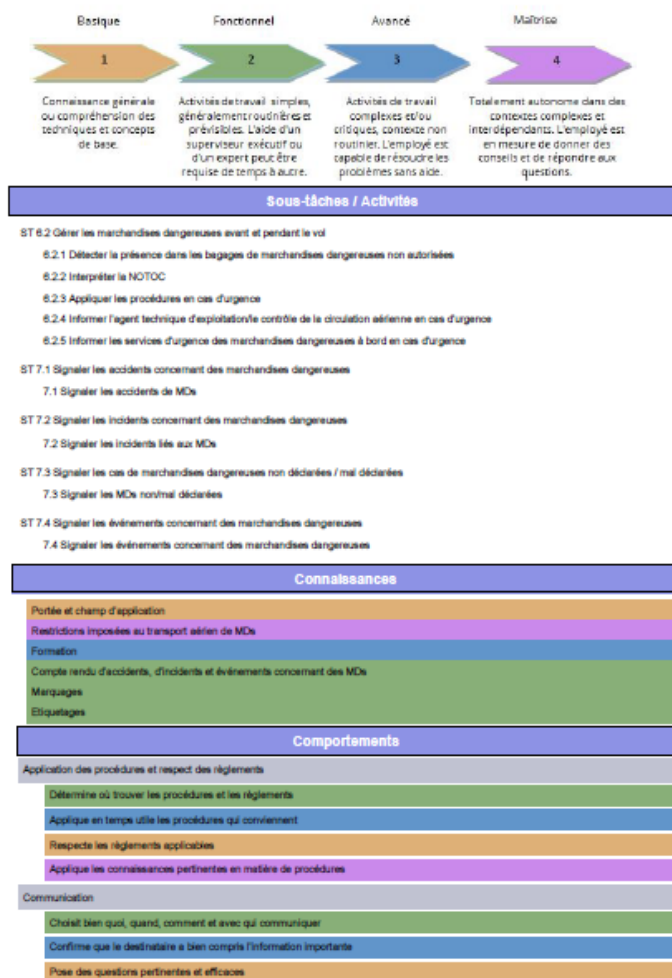 Basique
Fonctionnel
Avancé
Maîtrise
1
2
3
4
Connaissance générale
ou compréhension des
techniques et concepts
de base.
Activités de travail simples,
généralement routinières et
prévisibles. L'aide d'un
superviseur exécutif ou
d'un expert peut être
requise de temps à autre.
Activités de travail
complexes et/ou
critiques, contexte non
routinier. L'employé est
capable de résoudre les
problèmes sans aide.
Totalement autonome dans des
contextes complexes et
interdépendants. L'employé est
en mesure de donner des
conseils et de répondre aux
questions.
Sous-tâches / Activités
ST 6.2 Gérer les marchandises dangereuses avant et pendant le vol
6.2.1 Détecter la présence dans les bagages de marchandises dangereuses non autorisées
6.2.2 Interpréter la NOTOC
6.2.3 Appliquer les procédures en cas d'urgence
6.2.4 Informer l'agent technique d'exploitation/le contrôle de la circulation aérienne en cas d'urgence
6.2.5 Informer les services d'urgence des marchandises dangereuses à bord en cas d'urgence
ST 7.1 Signaler les accidents concernant des marchandises dangereuses
7.1 Signaler les accidents de MDs
ST 7.2 Signaler les incidents concernant des marchandises dangereuses
7.2 Signaler les incidents liés aux MDs
ST 7.3 Signaler les cas de marchandises dangereuses non déclarées / mal déclarées
7.3 Signaler les MDs non/mal déclarées
ST 7.4 Signaler les événements concernant des marchandises dangereuses
7.4 Signaler les événements concernant des marchandises dangereuses
Connaissances
Portée et champ d'application
Restrictions imposées au transport aérien de MDs
Formation
Compte rendu d'accidents, d'incidents et événements concernant des MDs
Marquages
Etiquetages
Comportements
Application des procédures et respect des règlements
Détermine où trouver les procédures et les règlements
Applique en temps utile les procédures qui conviennent
Respecte les règlements applicables
Applique les connaissances pertinentes en matière de procédures
Communication
Choisit bien quoi, quand, comment et avec qui communiquer
Confirme que le destinataire a bien compris l'information importante
Pose des questions pertinentes et efficaces